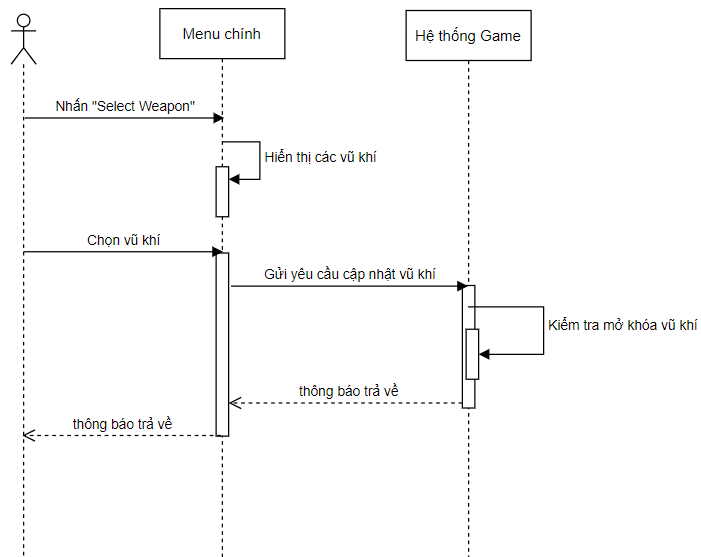 Menu chính
Hệ thống Game
Nhấn "Select Weapon"
Hiển thị các vũ khí
Chọn vũ khí
Gửi yêu cầu cập nhật vũ khí
Kiểm tra mở khóa vũ khí
thông báo trả về
thông báo trả về